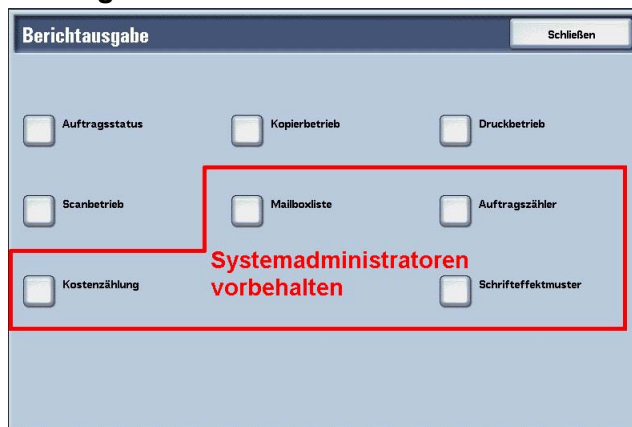 Berichtausgabe
Schließen
Auftragsstatus
Kopierbetrieb
Druckbetrieb
Scanbetrieb
Mailboxliste
Auftragszähler
Systemadministratoren
vorbehalten
Kostenzählung
Schrifteffektmuster